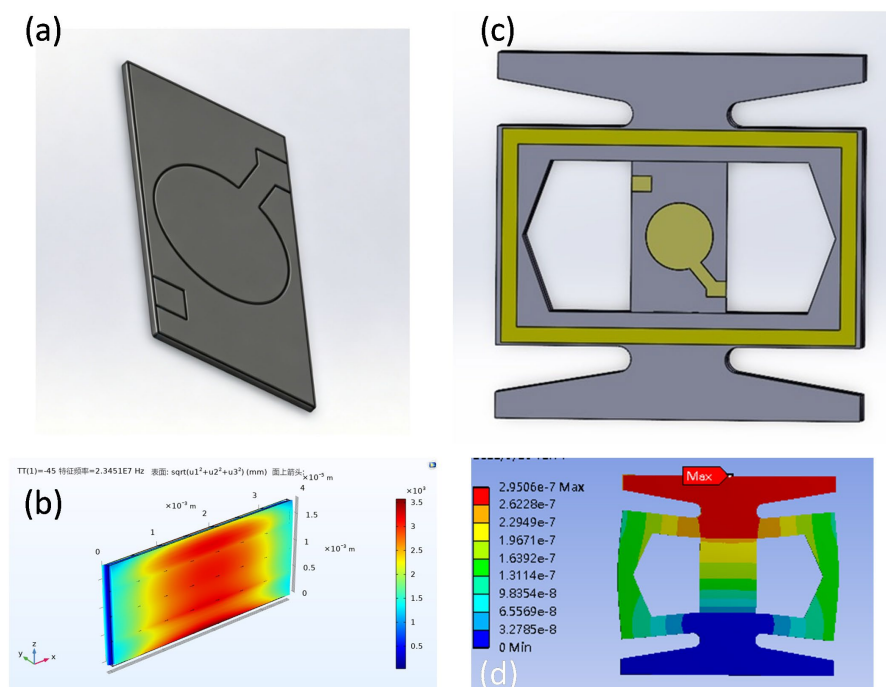 (a)
(c)
TT(1)=-45 特征频率=2.3451E7 Hz 表面: sqrt(u1²+u2²+u3²) (mm) 面上箭头:
(b)
×10⁻⁵ m
4
3
2
×10⁻³ m
1
0
1.5
×10⁻³ m
1
0.5
0
×10³
3.5
3
2.5
2
1.5
1
0.5
z
y
x
Max
2.9506e-7 Max
2.6228e-7
2.2949e-7
1.9671e-7
1.6392e-7
1.3114e-7
9.8354e-8
6.5569e-8
3.2785e-8
0 Min
(d)